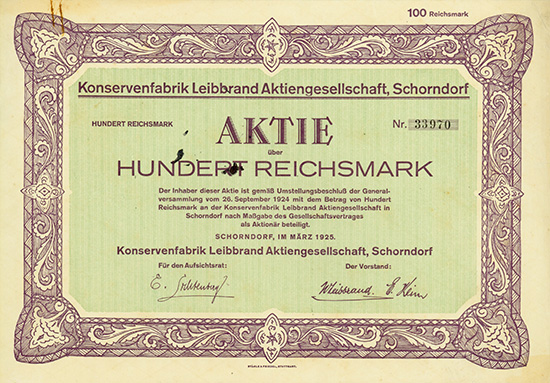 100 Reichsmark
Konservenfabrik Leibbrand Aktiengesellschaft, Schorndorf
HUNDERT REICHSMARK
Nr. 33970
AKTIE
über
HUNDERT REICHSMARK
Der Inhaber dieser Aktie ist gemäß Umstellungsbeschluß der General-
versammlung vom 26. September 1924 mit dem Betrag von Hundert
Reichsmark an der Konservenfabrik Leibbrand Aktiengesellschaft in
Schorndorf nach Maßgabe des Gesellschaftsvertrages
als Aktionär beteiligt.
SCHORNDORF, IM MÄRZ 1925.
Konservenfabrik Leibbrand Aktiengesellschaft, Schorndorf
Für den Aufsichtsrat:
Der Vorstand:
E.
WLeibbrand. E. Klein
STUTTGART.